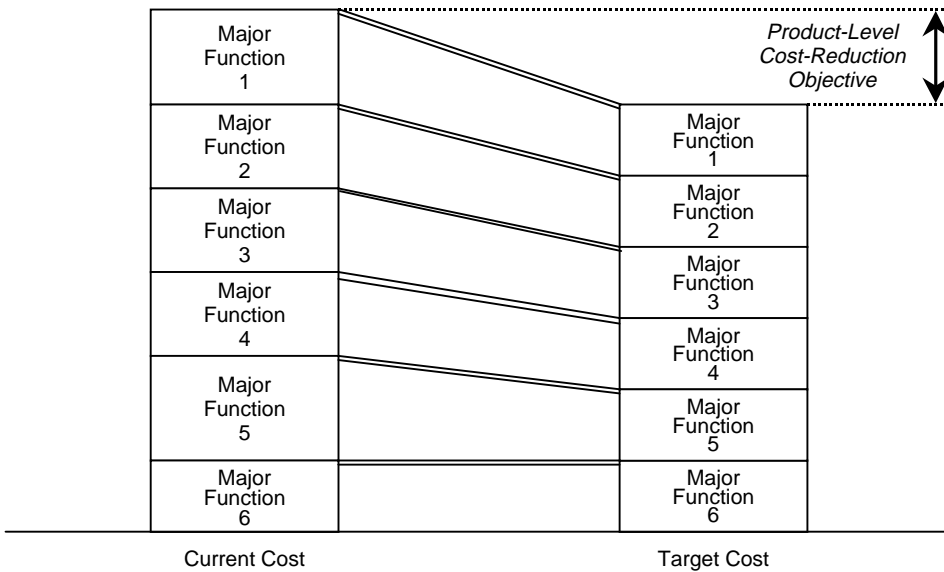 Major
Function
1
Major
Function
2
Major
Function
3
Major
Function
4
Major
Function
5
Major
Function
6
Current Cost
Product-Level
Cost-Reduction
Objective
Major
Function
1
Major
Function
2
Major
Function
3
Major
Function
4
Major
Function
5
Major
Function
6
Target Cost